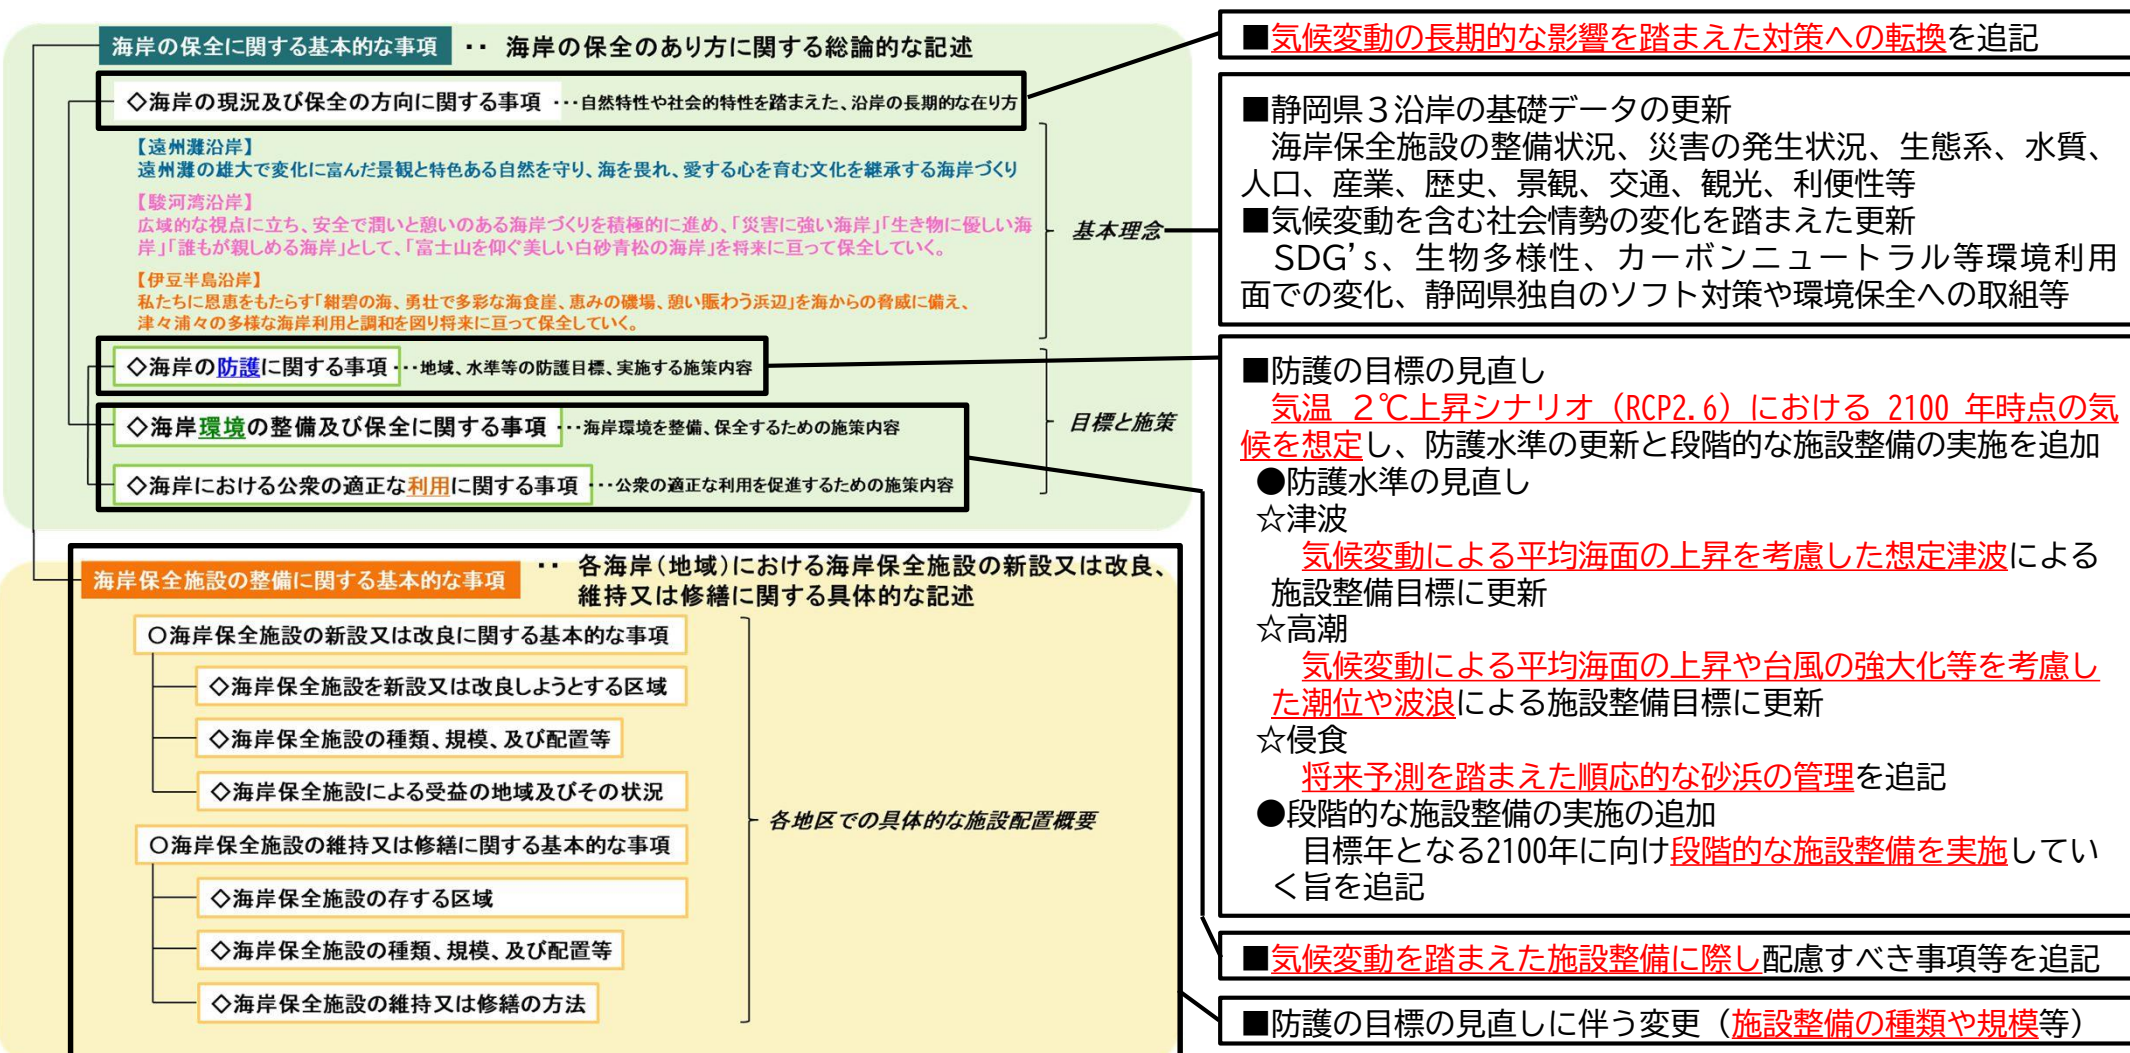 海岸の保全に関する基本的な事項 ・・ 海岸の保全のあり方に関する総論的な記述
◇海岸の現況及び保全の方向に関する事項 ・・・自然特性や社会的特性を踏まえた、沿岸の長期的な在り方
【遠州灘沿岸】
遠州灘の雄大で変化に富んだ景観と特色ある自然を守り、海を畏れ、愛する心を育む文化を継承する海岸づくり
【駿河湾沿岸】
広域的な視点に立ち、安全で潤いと憩いのある海岸づくりを積極的に進め、「災害に強い海岸」「生き物に優しい海
岸」「誰もが親しめる海岸」として、「富士山を仰ぐ美しい白砂青松の海岸」を将来に亘って保全していく。
【伊豆半島沿岸】
私たちに恩恵をもたらす「紺碧の海、勇壮で多彩な海食崖、恵みの磯場、憩い賑わう浜辺」を海からの脅威に備え、
津々浦々の多様な海岸利用と調和を図り将来に亘って保全していく。
基本理念
◇海岸の防護に関する事項 ・・・地域、水準等の防護目標、実施する施策内容
◇海岸環境の整備及び保全に関する事項 ・・・海岸環境を整備、保全するための施策内容
◇海岸における公衆の適正な利用に関する事項 ・・・公衆の適正な利用を促進するための施策内容
目標と施策
海岸保全施設の整備に関する基本的な事項 ・・ 各海岸（地域）における海岸保全施設の新設又は改良、
維持又は修繕に関する具体的な記述
○海岸保全施設の新設又は改良に関する基本的な事項
◇海岸保全施設を新設又は改良しようとする区域
◇海岸保全施設の種類、規模、及び配置等
◇海岸保全施設による受益の地域及びその状況
○海岸保全施設の維持又は修繕に関する基本的な事項
◇海岸保全施設の存する区域
◇海岸保全施設の種類、規模、及び配置等
◇海岸保全施設の維持又は修繕の方法
各地区での具体的な施設配置概要
■気候変動の長期的な影響を踏まえた対策への転換を追記
■静岡県３沿岸の基礎データの更新
海岸保全施設の整備状況、災害の発生状況、生態系、水質、
人口、産業、歴史、景観、交通、観光、利便性等
■気候変動を含む社会情勢の変化を踏まえた更新
SDG's、生物多様性、カーボンニュートラル等環境利用
面での変化、静岡県独自のソフト対策や環境保全への取組等
■防護の目標の見直し
気温 ２℃上昇シナリオ（RCP2.6）における 2100 年時点の気
候を想定し、防護水準の更新と段階的な施設整備の実施を追加
●防護水準の見直し
☆津波
気候変動による平均海面の上昇を考慮した想定津波による
施設整備目標に更新
☆高潮
気候変動による平均海面の上昇や台風の強大化等を考慮し
た潮位や波浪による施設整備目標に更新
☆侵食
将来予測を踏まえた順応的な砂浜の管理を追記
●段階的な施設整備の実施の追加
目標年となる2100年に向け段階的な施設整備を実施してい
く旨を追記
■気候変動を踏まえた施設整備に際し配慮すべき事項等を追記
■防護の目標の見直しに伴う変更（施設整備の種類や規模等）